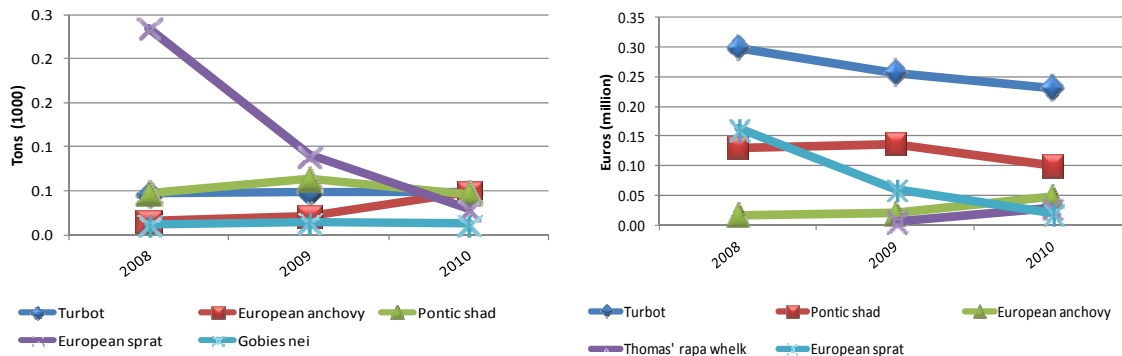 0.3
0.2
0.2
0.1
0.1
0.0
Tons (1000)
2008
2009
2010
Turbot
European anchovy
Pontic shad
European sprat
Gobies nei
0.35
0.30
0.25
0.20
0.15
0.10
0.05
0.00
Euros (million)
2008
2009
2010
Turbot
Pontic shad
European anchovy
Thomas' rapa whelk
European sprat